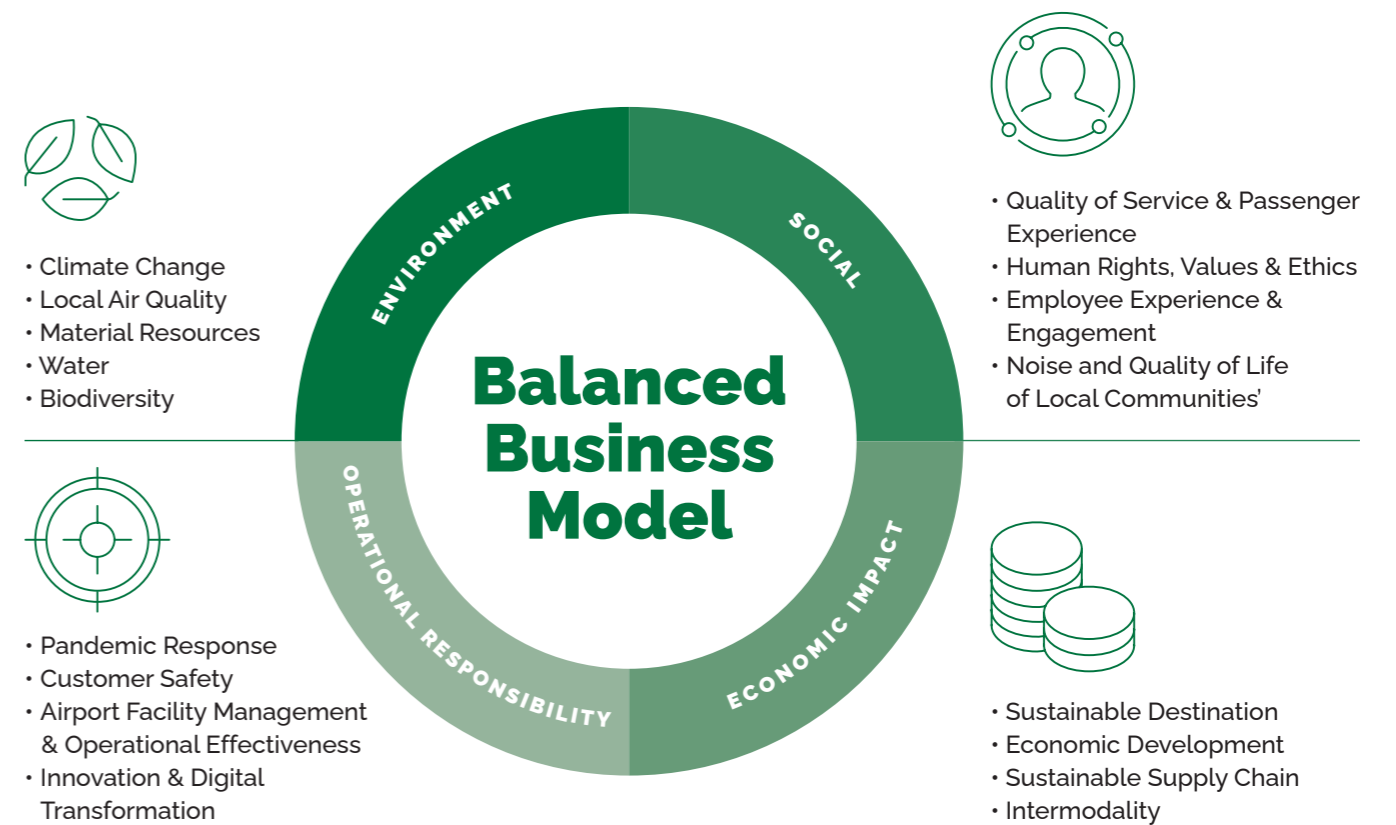 ENVIRONMENT
• Climate Change
• Local Air Quality
• Material Resources
• Water
• Biodiversity
SOCIAL
• Quality of Service & Passenger
Experience
• Human Rights, Values & Ethics
• Employee Experience &
Engagement
• Noise and Quality of Life
of Local Communities'
Balanced
Business
Model
OPERATIONAL RESPONSIBILITY
• Pandemic Response
• Customer Safety
• Airport Facility Management
& Operational Effectiveness
• Innovation & Digital
Transformation
ECONOMIC IMPACT
• Sustainable Destination
• Economic Development
• Sustainable Supply Chain
• Intermodality